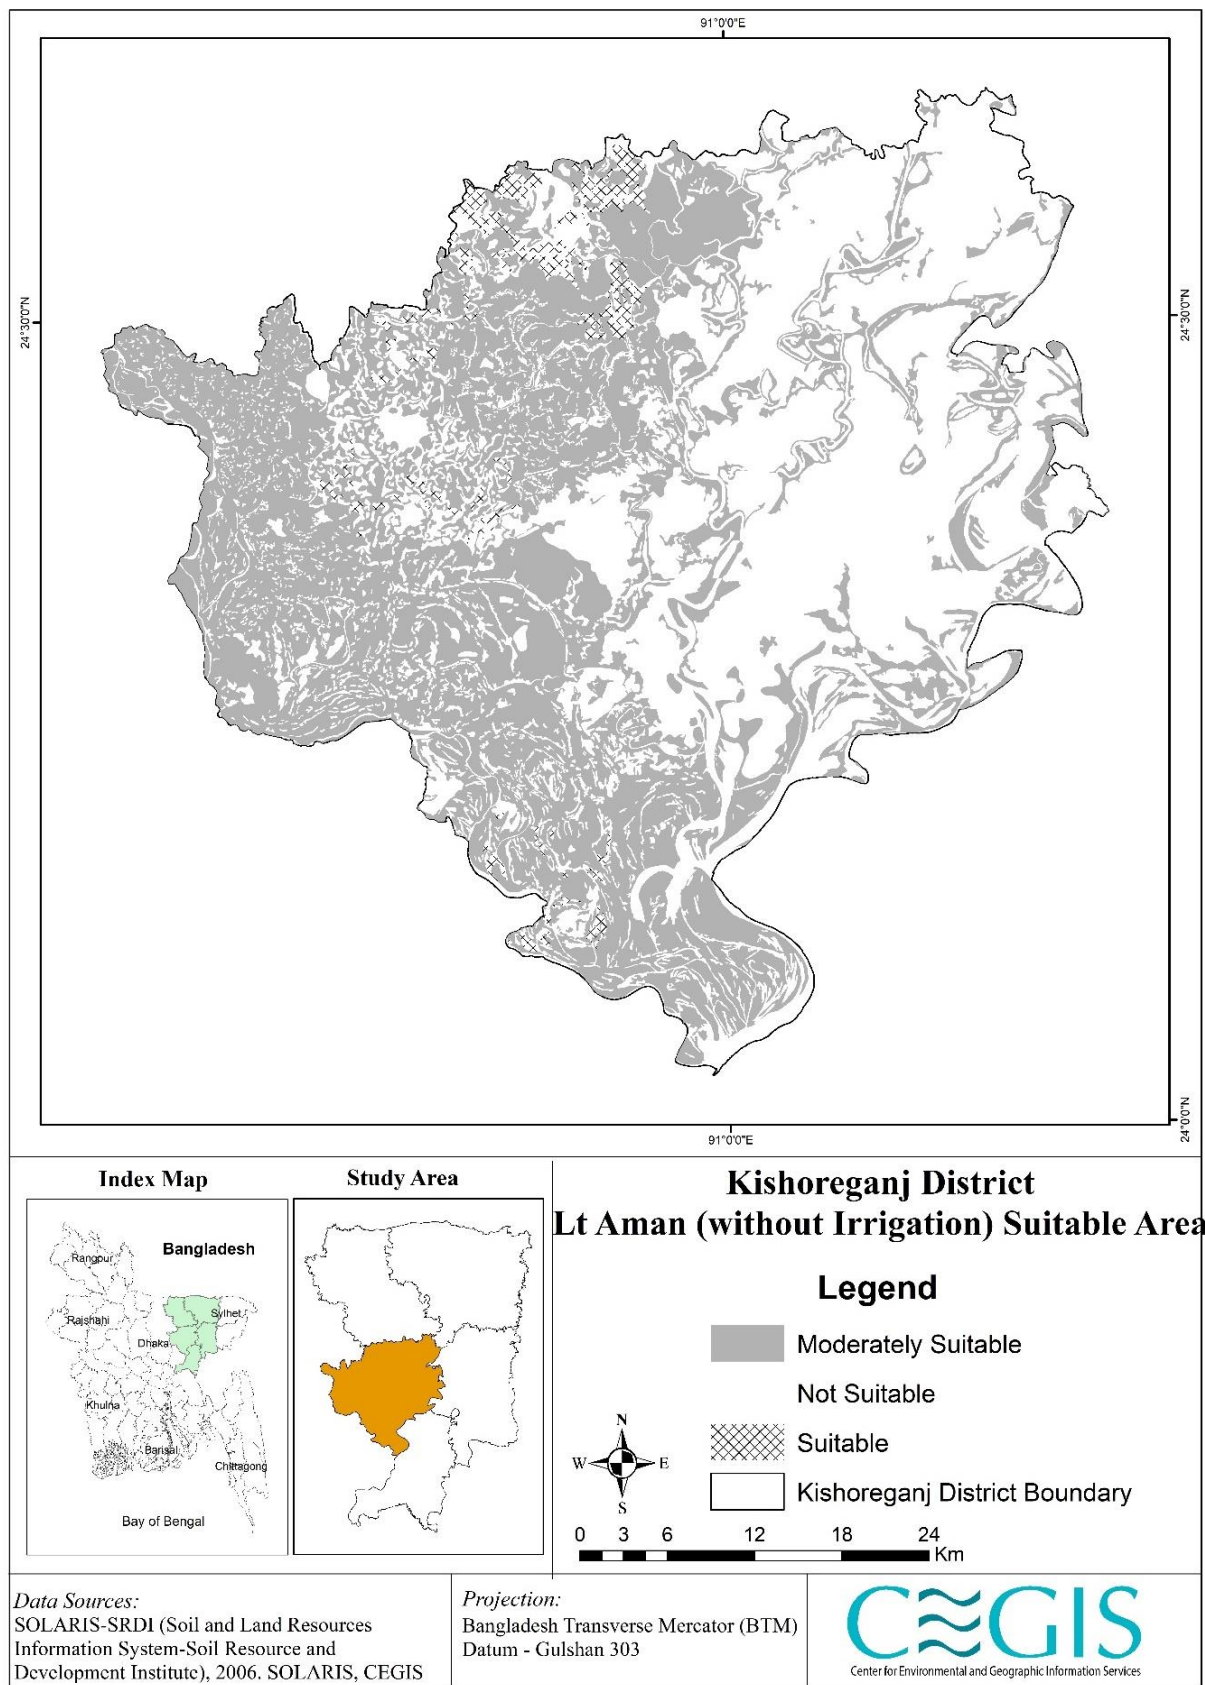 91°0'0"E
24°30'0"N
24°30'0"N
24°0'0"N
91°0'0"E
Index Map
Study Area
Bangladesh
Rangpur
Rajshahi
Sylhet
Dhaka
Khulna
Barisal
Chittagong
Bay of Bengal
Kishoreganj District
Lt Aman (without Irrigation) Suitable Area
Legend
Moderately Suitable
Not Suitable
Suitable
Kishoreganj District Boundary
N
W E
S
0 3 6 12 18 24
Km
Data Sources:
SOLARIS-SRDI (Soil and Land Resources
Information System-Soil Resource and
Development Institute), 2006. SOLARIS, CEGIS
Projection:
Bangladesh Transverse Mercator (BTM)
Datum - Gulshan 303
CEGIS
Center for Environmental and Geographic Information Services